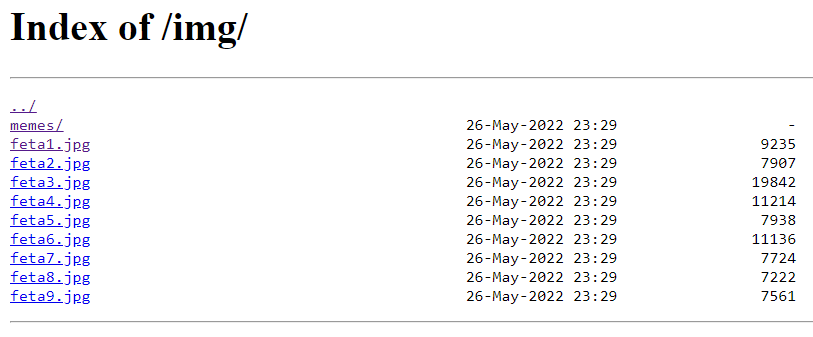 Index of /img/
../
memes/ 26-May-2022 23:29 -
feta1.jpg 26-May-2022 23:29 9235
feta2.jpg 26-May-2022 23:29 7907
feta3.jpg 26-May-2022 23:29 19842
feta4.jpg 26-May-2022 23:29 11214
feta5.jpg 26-May-2022 23:29 7938
feta6.jpg 26-May-2022 23:29 11136
feta7.jpg 26-May-2022 23:29 7724
feta8.jpg 26-May-2022 23:29 7222
feta9.jpg 26-May-2022 23:29 7561